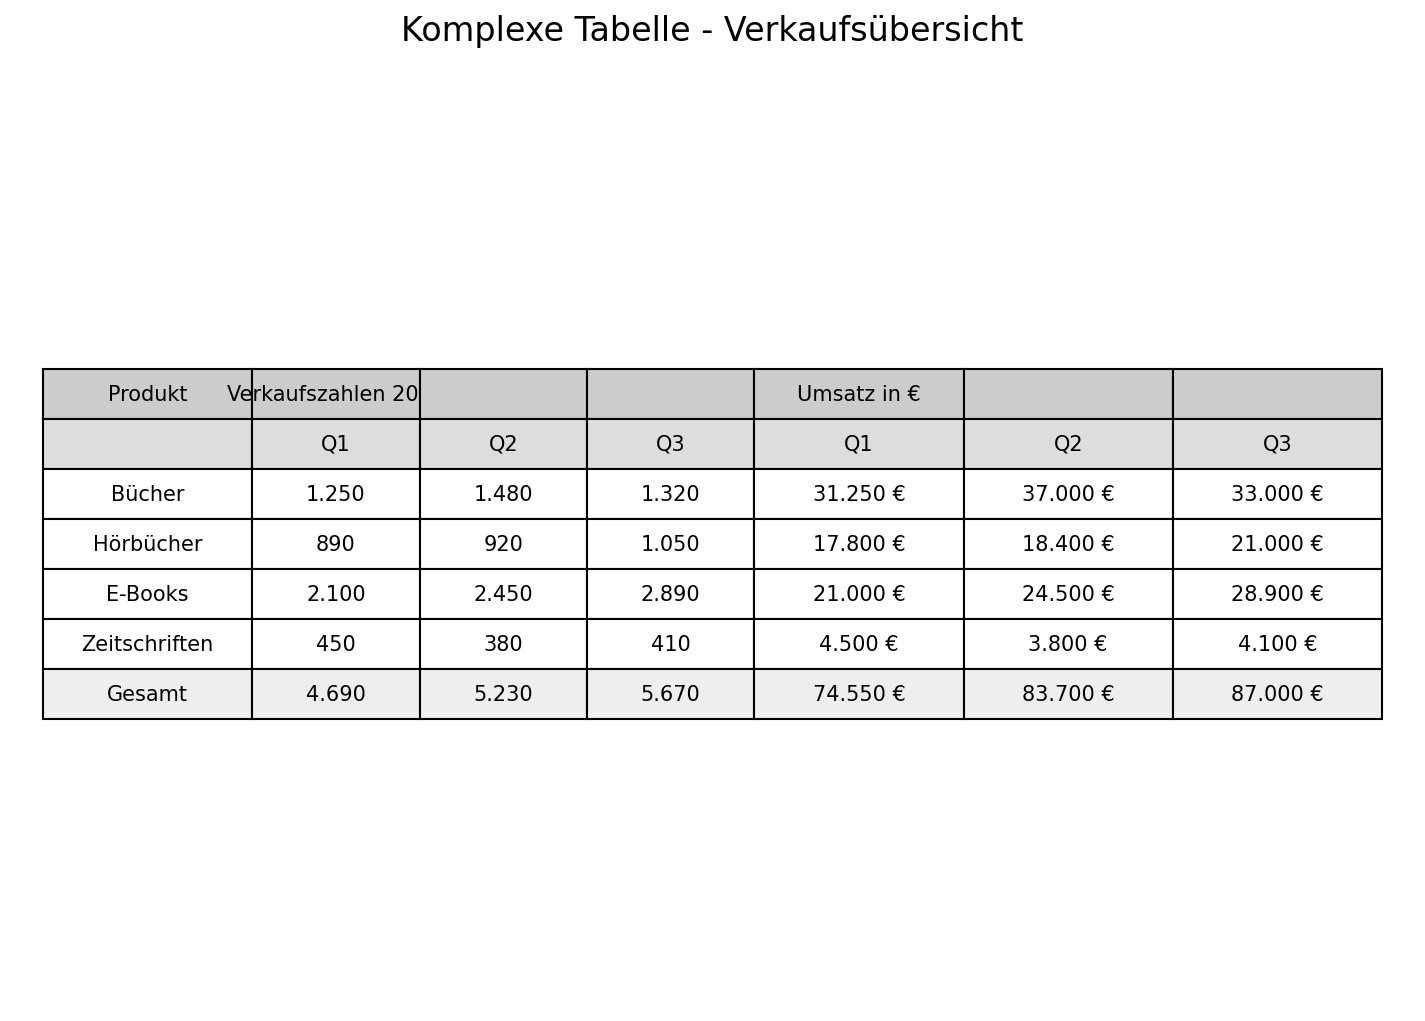 Komplexe Tabelle - Verkaufsübersicht
Produkt Verkaufszahlen 20 Umsatz in €
Q1 Q2 Q3 Q1 Q2 Q3
Bücher 1.250 1.480 1.320 31.250 € 37.000 € 33.000 €
Hörbücher 890 920 1.050 17.800 € 18.400 € 21.000 €
E-Books 2.100 2.450 2.890 21.000 € 24.500 € 28.900 €
Zeitschriften 450 380 410 4.500 € 3.800 € 4.100 €
Gesamt 4.690 5.230 5.670 74.550 € 83.700 € 87.000 €